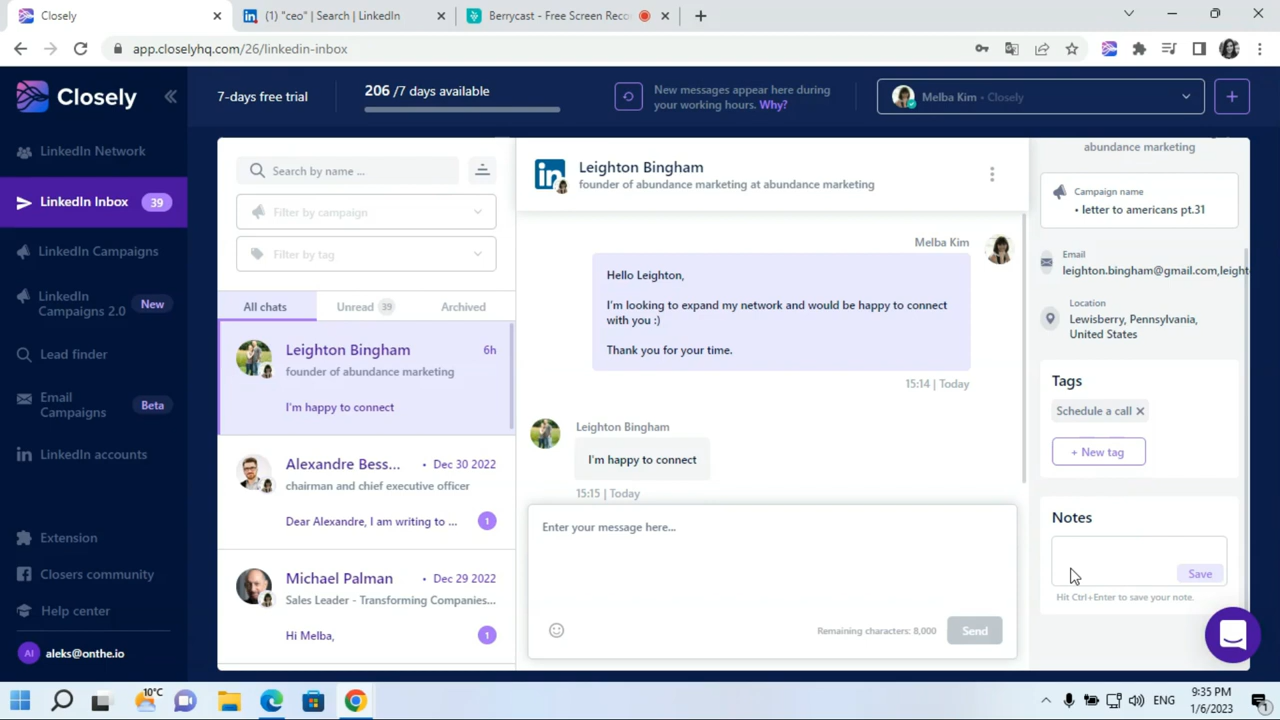 Closely
(1) "ceo" | Search | LinkedIn
Berrycast - Free Screen Reco
app.closelyhq.com/26/linkedin-inbox
Closely
7-days free trial
206 /7 days available
New messages appear here during
your working hours. Why?
Melba Kim • Closely
LinkedIn Network
LinkedIn Inbox 39
LinkedIn Campaigns
LinkedIn
Campaigns 2.0 New
Lead finder
Email
Campaigns Beta
LinkedIn accounts
Extension
Closers community
Help center
AI aleks@onthe.io
Search by name ...
Filter by campaign
Filter by tag
All chats Unread 39 Archived
Leighton Bingham 6h
founder of abundance marketing
I'm happy to connect
Alexandre Bess... • Dec 30 2022
chairman and chief executive officer
Dear Alexandre, I am writing to ... 1
Michael Palman • Dec 29 2022
Sales Leader - Transforming Companies...
Hi Melba, 1
in
Leighton Bingham
founder of abundance marketing at abundance marketing
Melba Kim
Hello Leighton,
I'm looking to expand my network and would be happy to connect
with you :)
Thank you for your time.
15:14 | Today
Leighton Bingham
I'm happy to connect
15:15 | Today
Enter your message here...
Remaining characters: 8,000 Send
abundance marketing
Campaign name
• letter to americans pt.31
Email
leighton.bingham@gmail.com,leight
Location
Lewisberry, Pennsylvania,
United States
Tags
Schedule a call
+ New tag
Notes
Save
Hit Ctrl+Enter to save your note.
10°C
ENG
9:35 PM
1/6/2023
1